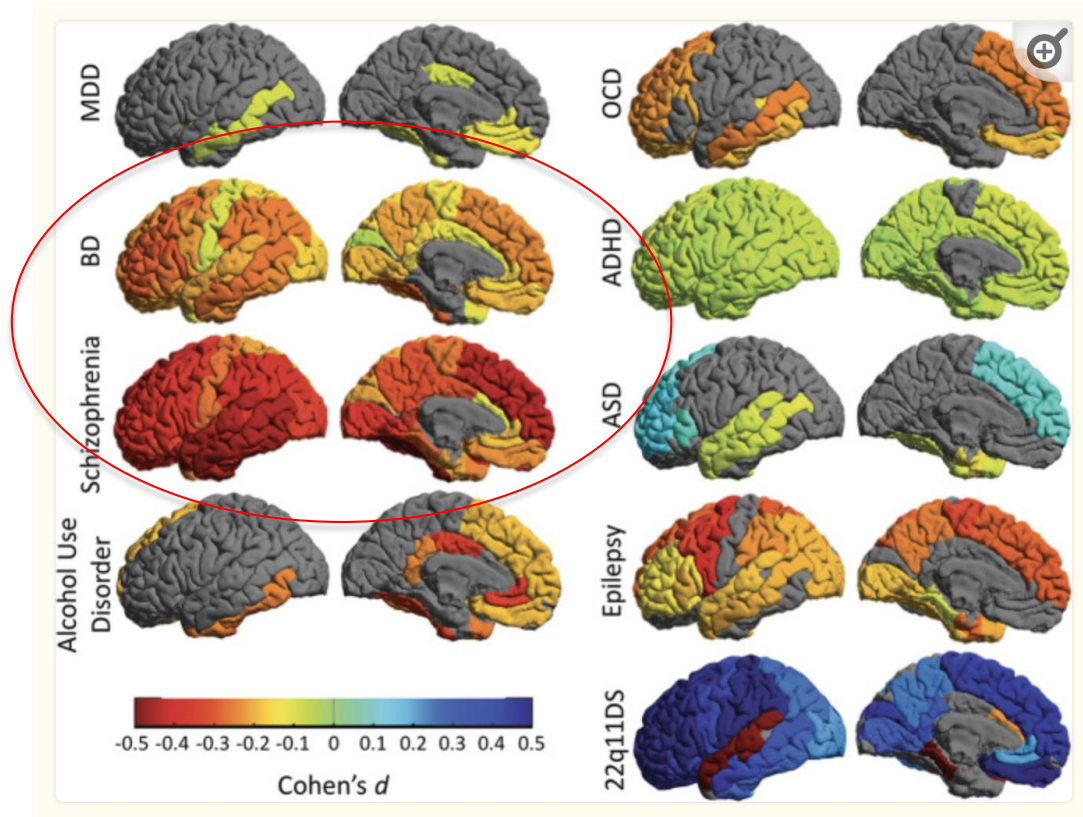 MDD
OCD
BD
ADHD
Schizophrenia
ASD
Alcohol Use
Disorder
Epilepsy
22q11DS
-0.5 -0.4 -0.3 -0.2 -0.1 0 0.1 0.2 0.3 0.4 0.5
Cohen's d